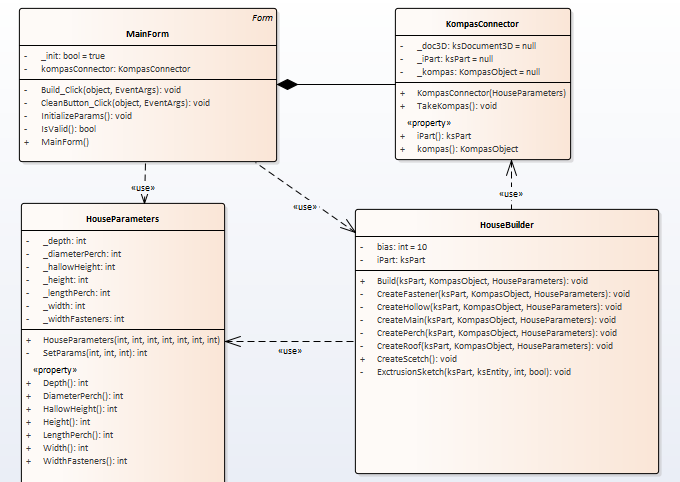 Form
MainForm
- _init: bool = true
- kompasConnector: KompasConnector
- Build_Click(object, EventArgs): void
- CleanButton_Click(object, EventArgs): void
- InitializeParams(): void
- IsValid(): bool
+ MainForm()
KompasConnector
- _doc3D: ksDocument3D = null
- _iPart: ksPart = null
- _kompas: KompasObject = null
+ KompasConnector(HouseParameters)
+ TakeKompas(): void
«property»
+ iPart(): ksPart
+ kompas(): KompasObject
«use»
«use»
«use»
HouseParameters
- _depth: int
- _diameterPerch: int
- _hallowHeight: int
- _height: int
- _lengthPerch: int
- _width: int
- _widthFasteners: int
+ HouseParameters(int, int, int, int, int, int, int)
- SetParams(int, int, int): int
«property»
+ Depth(): int
+ DiameterPerch(): int
+ HallowHeight(): int
+ Height(): int
+ LengthPerch(): int
+ Width(): int
+ WidthFasteners(): int
«use»
HouseBuilder
- bias: int = 10
- iPart: ksPart
+ Build(ksPart, KompasObject, HouseParameters): void
- CreateFastener(ksPart, KompasObject, HouseParameters): void
- CreateHollow(ksPart, KompasObject, HouseParameters): void
- CreateMain(ksPart, KompasObject, HouseParameters): void
- CreatePerch(ksPart, KompasObject, HouseParameters): void
- CreateRoof(ksPart, KompasObject, HouseParameters): void
+ CreateScetch(): void
- ExctrusionSketch(ksPart, ksEntity, int, bool): void